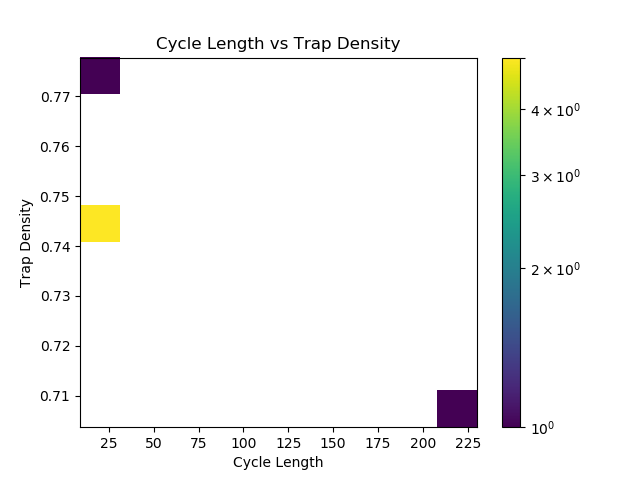 Cycle Length vs Trap Density
Trap Density
0.77
0.76
0.75
0.74
0.73
0.72
0.71
25 50 75 100 125 150 175 200 225
Cycle Length
4 × 10⁰
3 × 10⁰
2 × 10⁰
10⁰